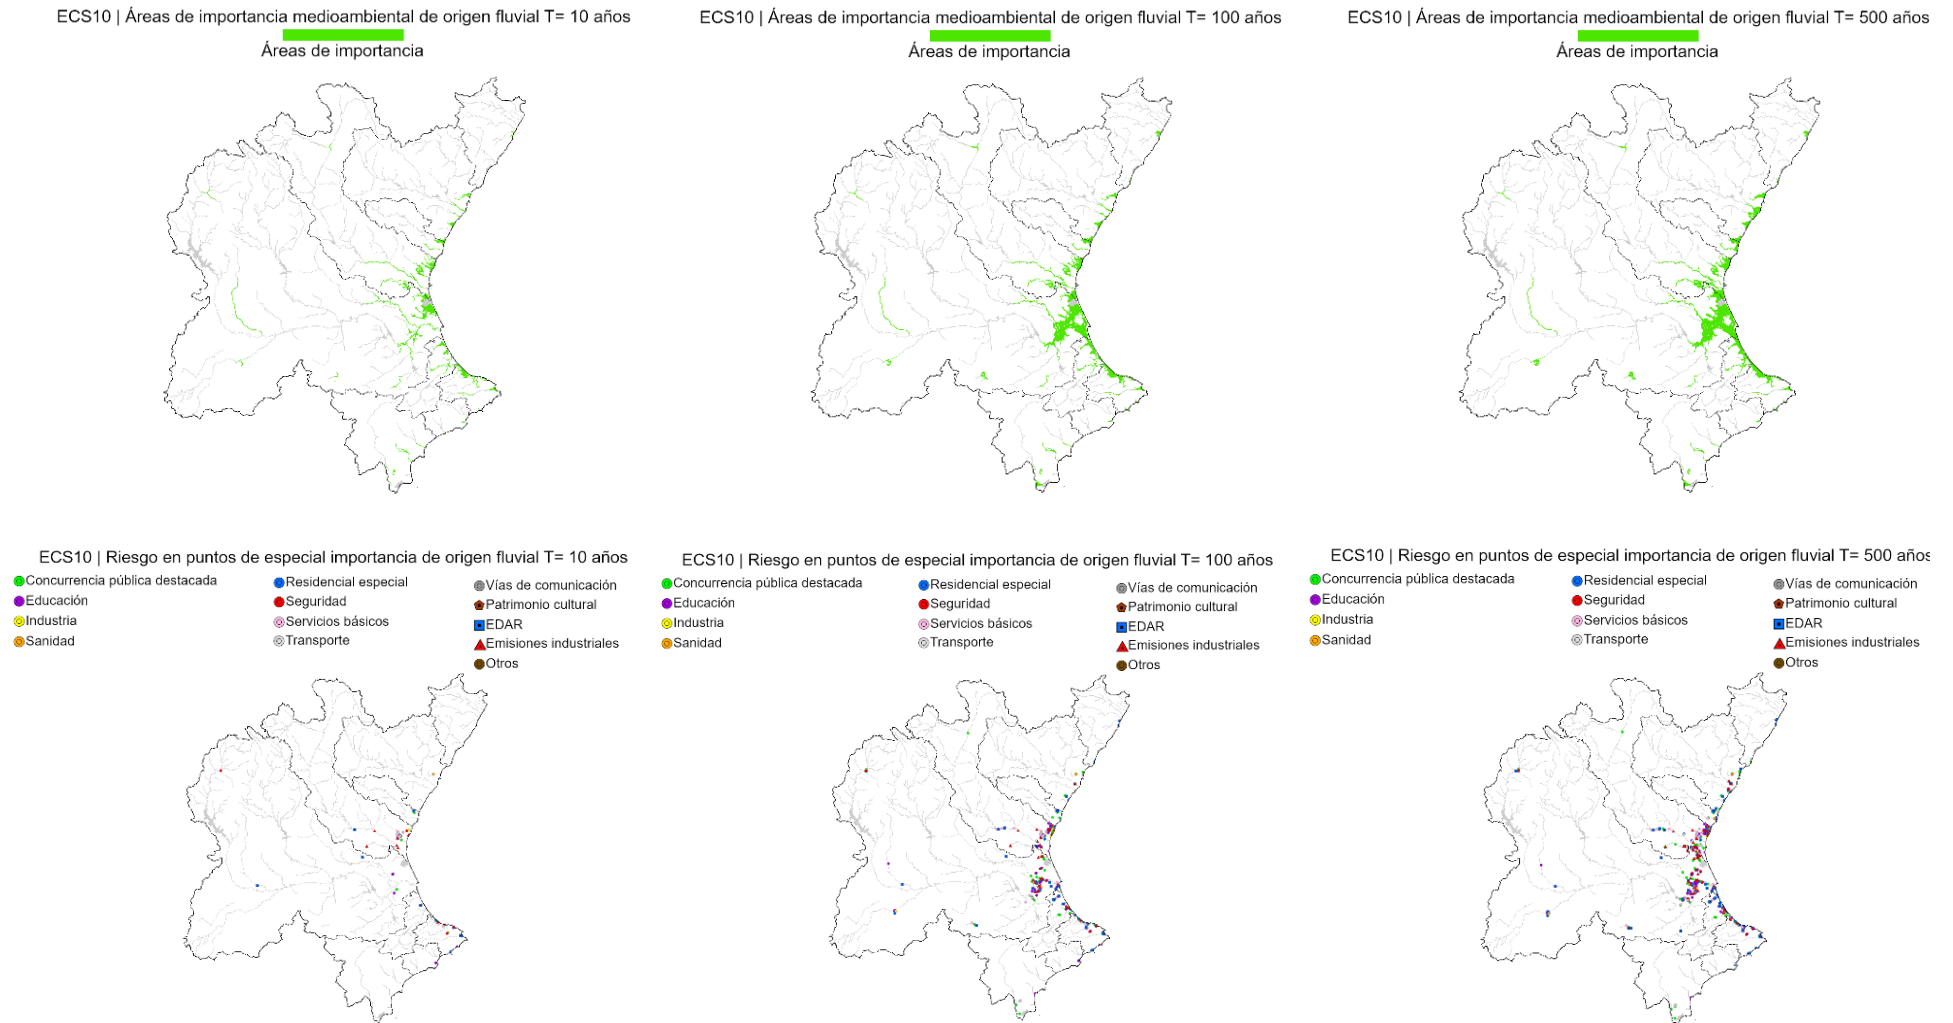 ECS10 | Áreas de importancia medioambiental de origen fluvial T= 10 años
Áreas de importancia
ECS10 | Áreas de importancia medioambiental de origen fluvial T= 100 años
Áreas de importancia
ECS10 | Áreas de importancia medioambiental de origen fluvial T= 500 años
Áreas de importancia
ECS10 | Riesgo en puntos de especial importancia de origen fluvial T= 10 años
Concurrencia pública destacada
Educación
Industria
Sanidad
Residencial especial
Seguridad
Servicios básicos
Transporte
Vías de comunicación
Patrimonio cultural
EDAR
Emisiones industriales
Otros
ECS10 | Riesgo en puntos de especial importancia de origen fluvial T= 100 años
Concurrencia pública destacada
Educación
Industria
Sanidad
Residencial especial
Seguridad
Servicios básicos
Transporte
Vías de comunicación
Patrimonio cultural
EDAR
Emisiones industriales
Otros
ECS10 | Riesgo en puntos de especial importancia de origen fluvial T= 500 años
Concurrencia pública destacada
Educación
Industria
Sanidad
Residencial especial
Seguridad
Servicios básicos
Transporte
Vías de comunicación
Patrimonio cultural
EDAR
Emisiones industriales
Otros